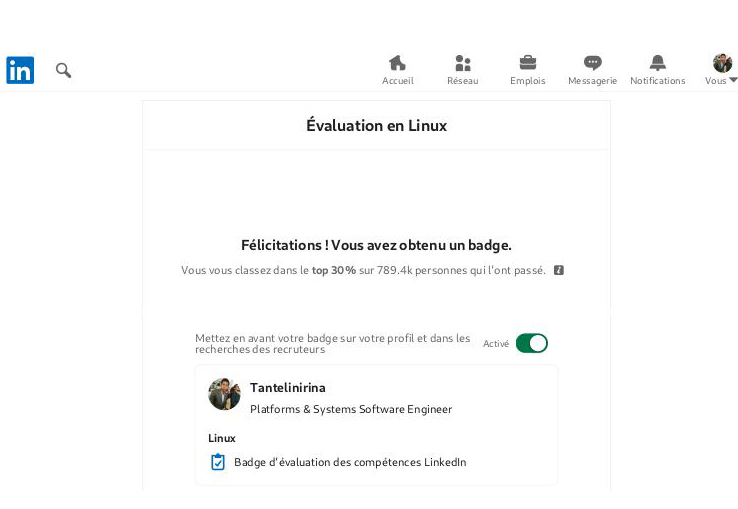 in
Accueil
Réseau
Emplois
Messagerie
Notifications
Vous
Évaluation en Linux
Félicitations ! Vous avez obtenu un badge.
Vous vous classez dans le top 30 % sur 789.4k personnes qui l'ont passé.
Mettez en avant votre badge sur votre profil et dans les
recherches des recruteurs
Activé
Tantelinirina
Platforms & Systems Software Engineer
Linux
Badge d'évaluation des compétences LinkedIn